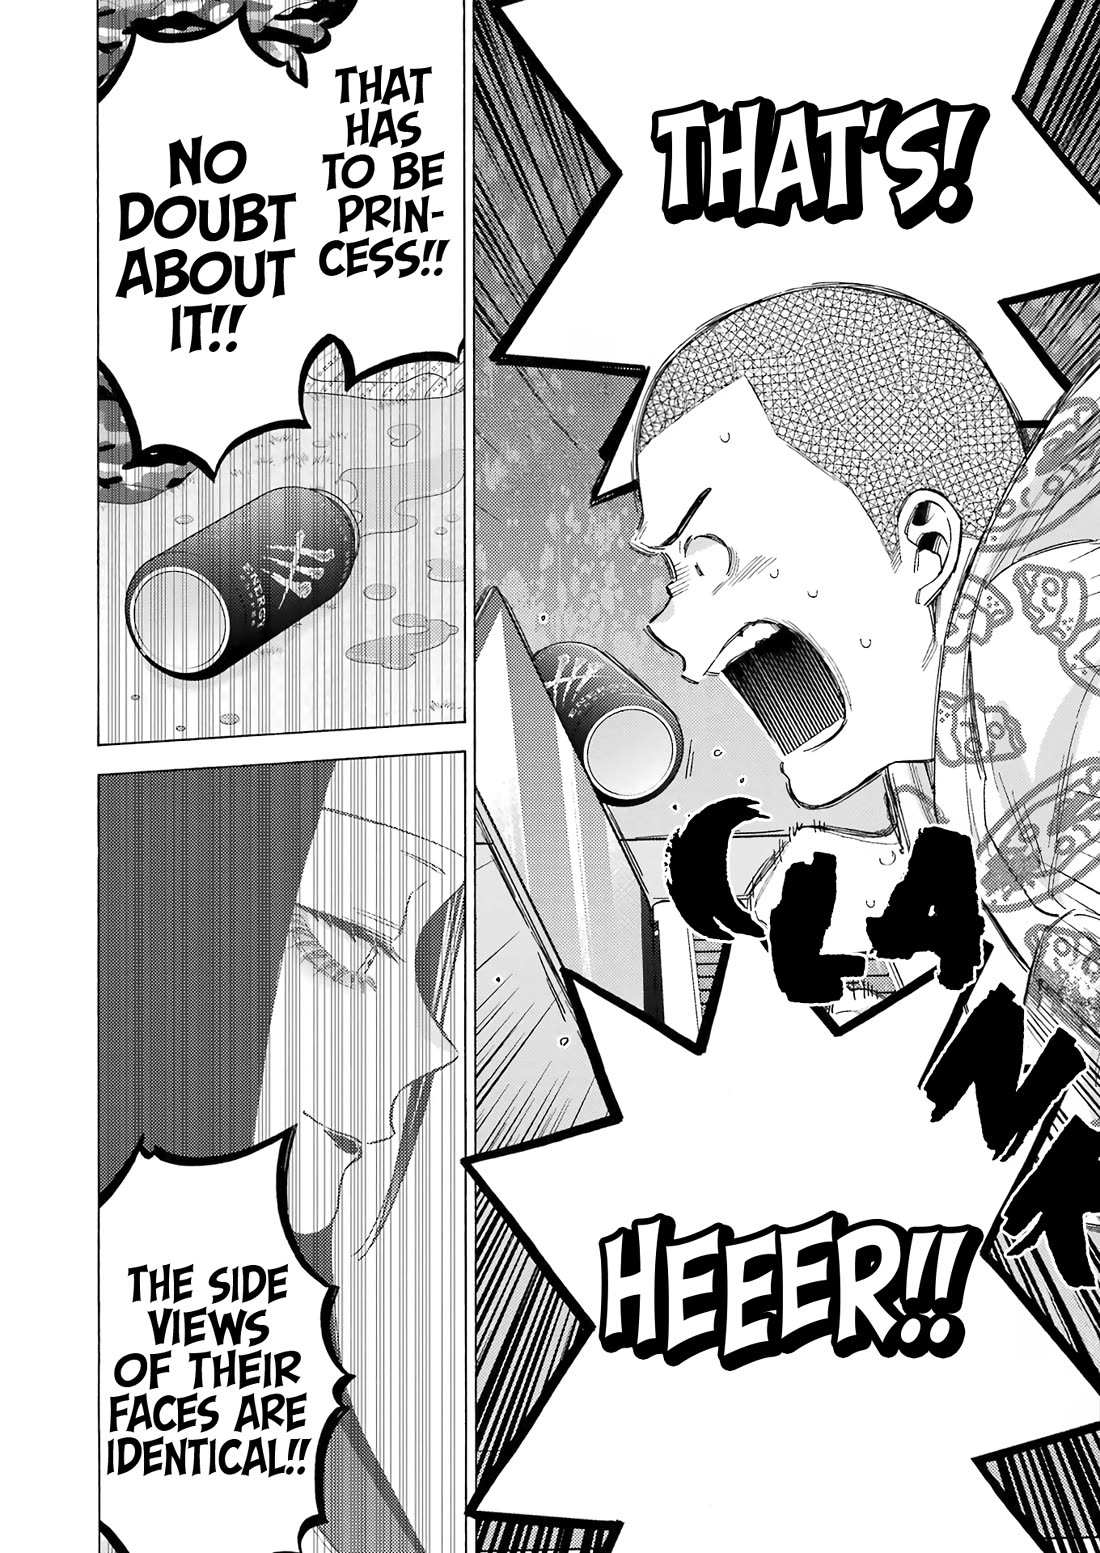 THAT'S!
HEEER!!
CLANK
THAT
HAS
TO BE
PRIN-
CESS!!
NO
DOUBT
ABOUT
IT!!
ENERGY
THE SIDE
VIEWS
OF THEIR
FACES ARE
IDENTICAL!!